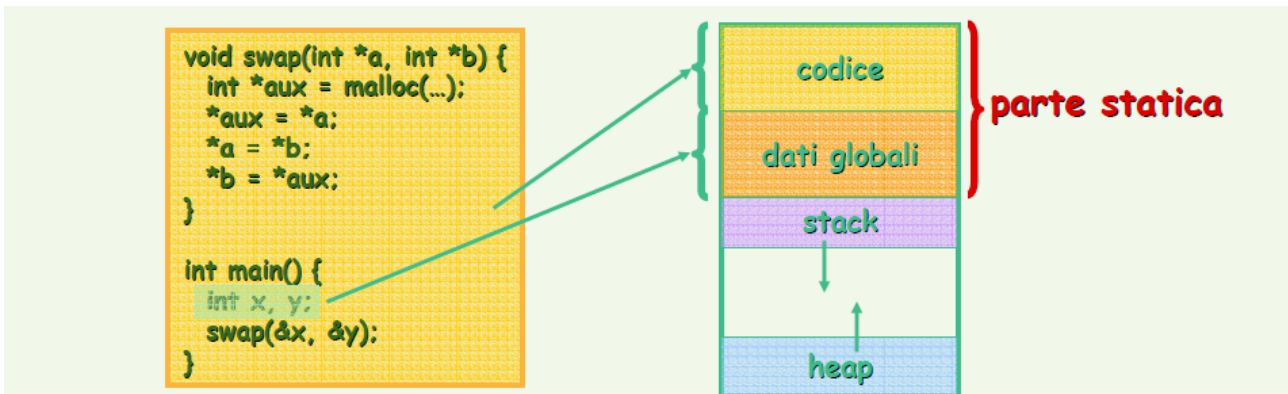 void swap(int *a, int *b) {
int *aux = malloc(…);
*aux = *a;
*a = *b;
*b = *aux;
}
int main() {
int x, y;
swap(&x, &y);
}
codice
dati globali
stack
heap
parte statica